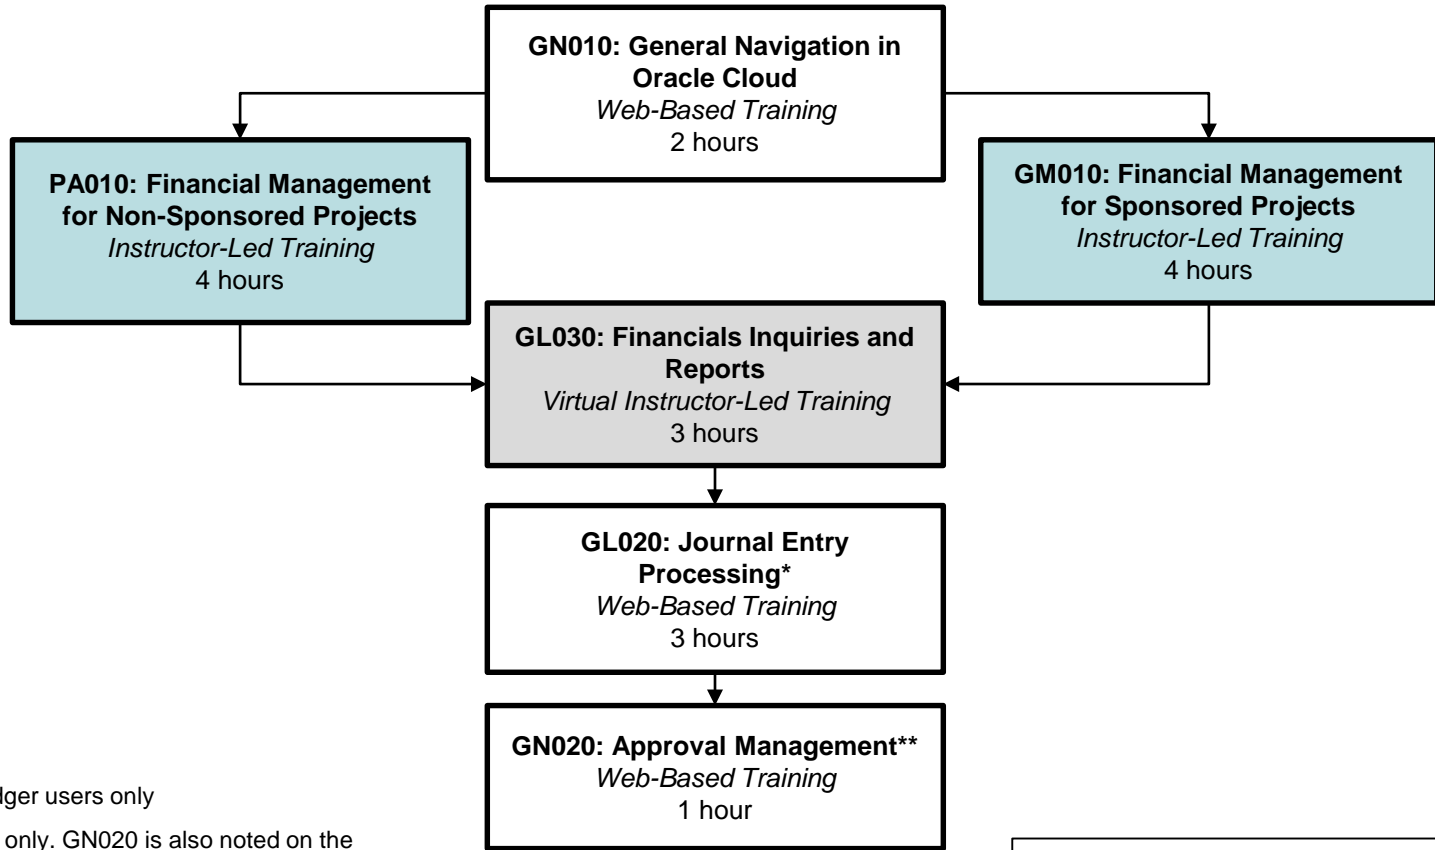 GN010: General Navigation in
Oracle Cloud
Web-Based Training
2 hours
PA010: Financial Management
for Non-Sponsored Projects
Instructor-Led Training
4 hours
GM010: Financial Management
for Sponsored Projects
Instructor-Led Training
4 hours
GL030: Financials Inquiries and
Reports
Virtual Instructor-Led Training
3 hours
GL020: Journal Entry
Processing*
Web-Based Training
3 hours
GN020: Approval Management**
Web-Based Training
1 hour
users only
only. GN020 is also noted on the